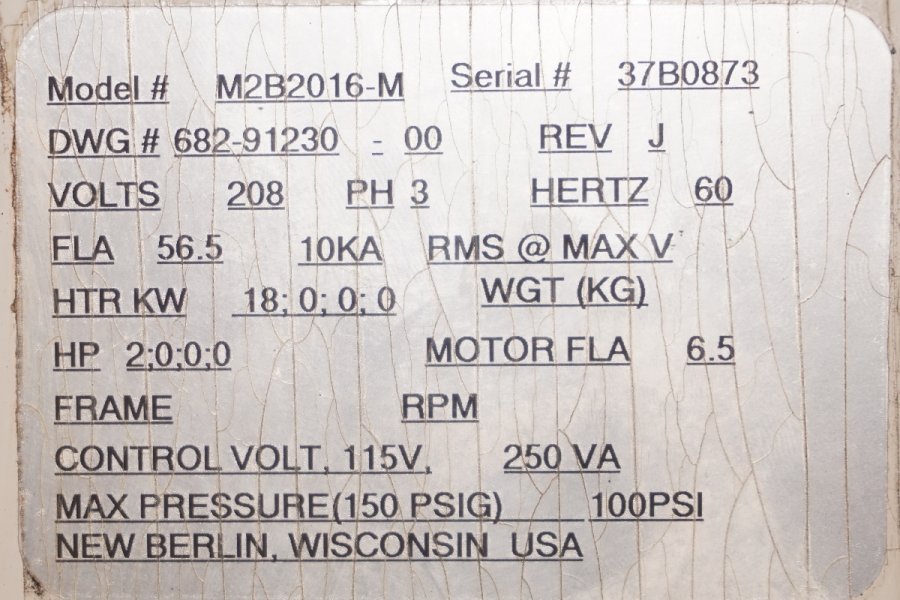 Model # M2B2016-M Serial # 37B0873
DWG # 682-91230 - 00 REV J
VOLTS 208 PH 3 HERTZ 60
FLA 56.5 10KA RMS @ MAX V
HTR KW 18; 0; 0; 0 WGT (KG)
HP 2;0;0;0 MOTOR FLA 6.5
FRAME RPM
CONTROL VOLT, 115V, 250 VA
MAX PRESSURE(150 PSIG) 100PSI
NEW BERLIN, WISCONSIN USA